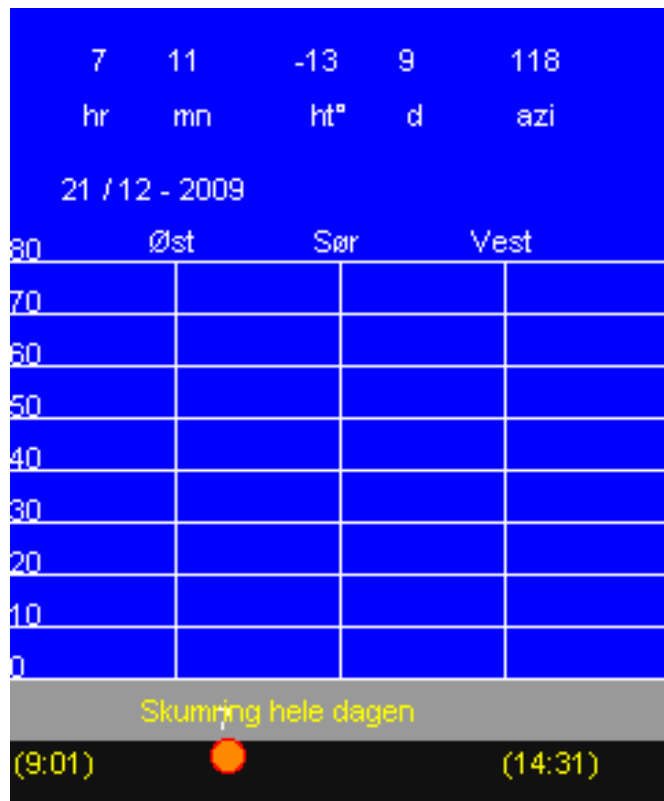 7 11 -13 9 118
hr mn ht° d azi
21 / 12 - 2009
Øst Sør Vest
80
70
60
50
40
30
20
10
0
7
Skumring hele dagen
(9:01) (14:31)